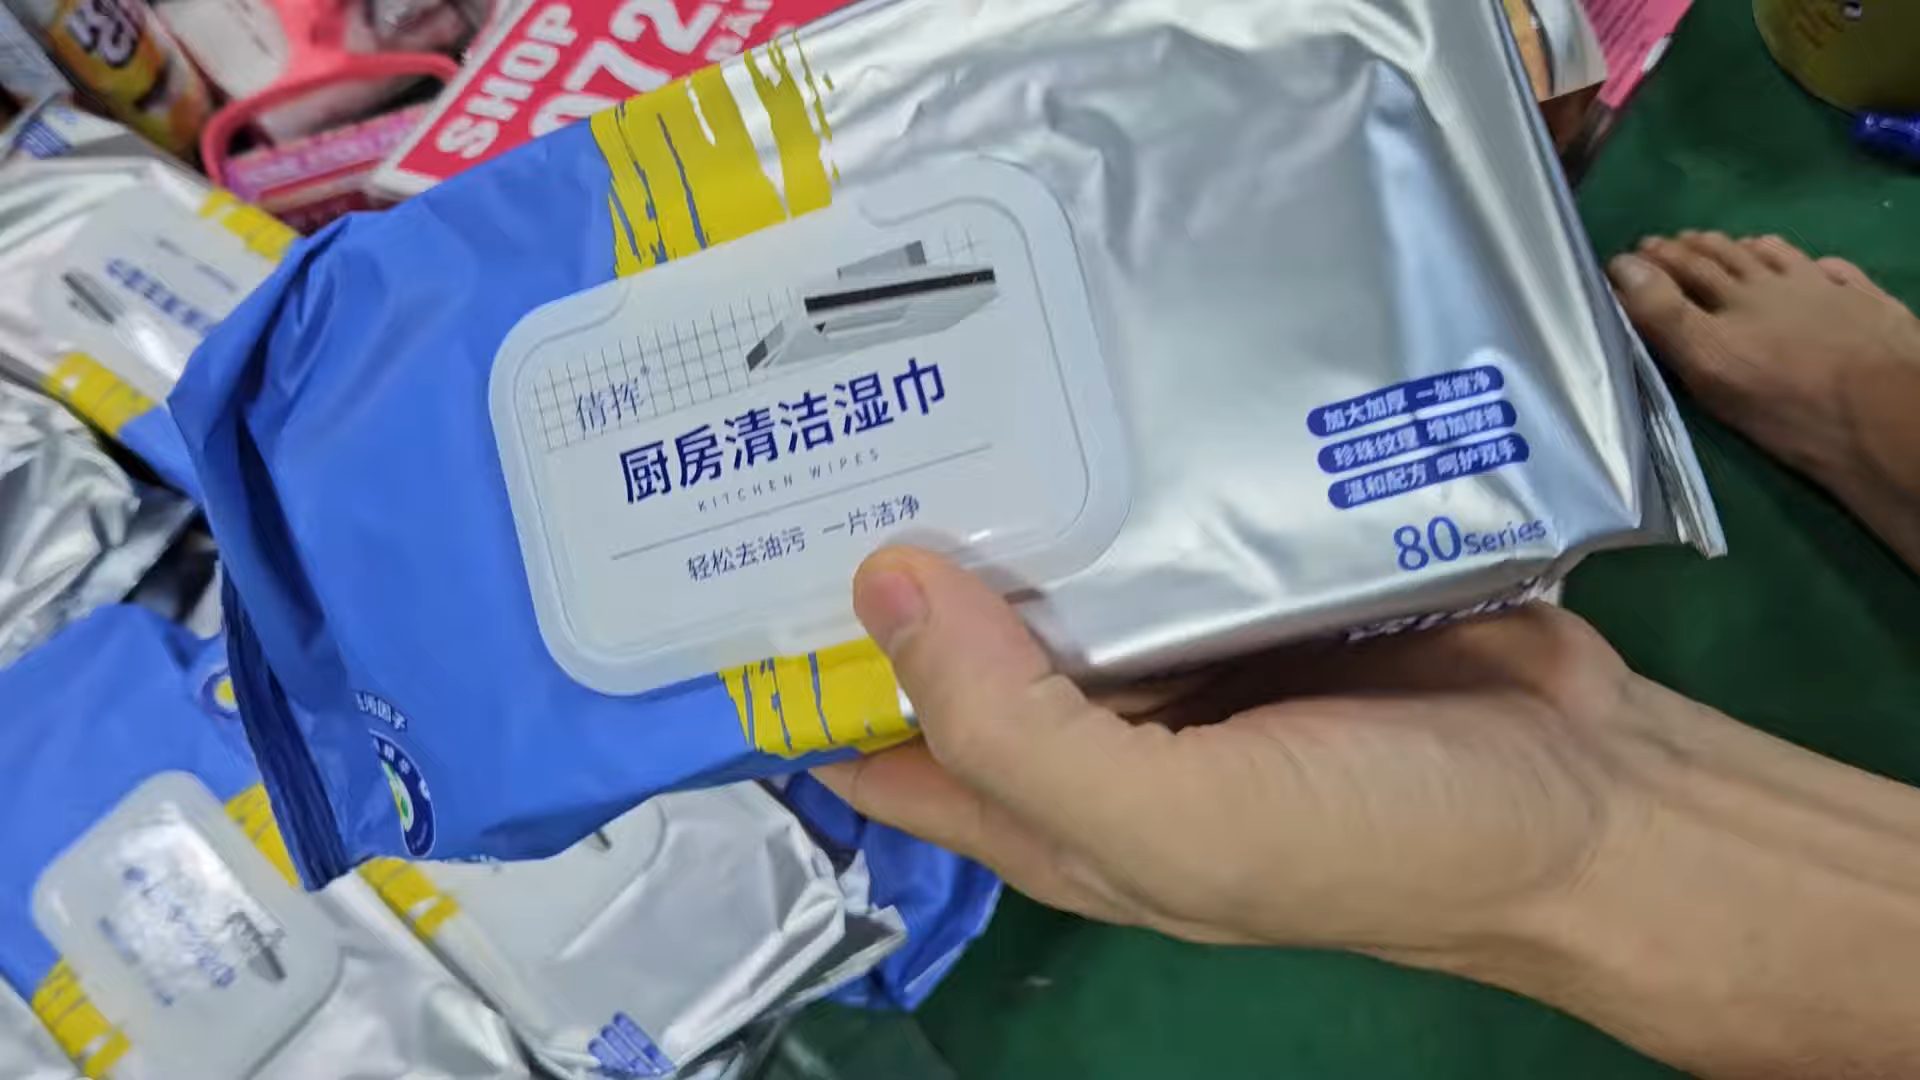 SHOP
倩挥®
厨房清洁湿巾
KITCHEN WIPES
轻松去油污 一片洁净
加大加厚 一张擦净
珍珠纹理 增加摩擦
温和配方 呵护双手
80series